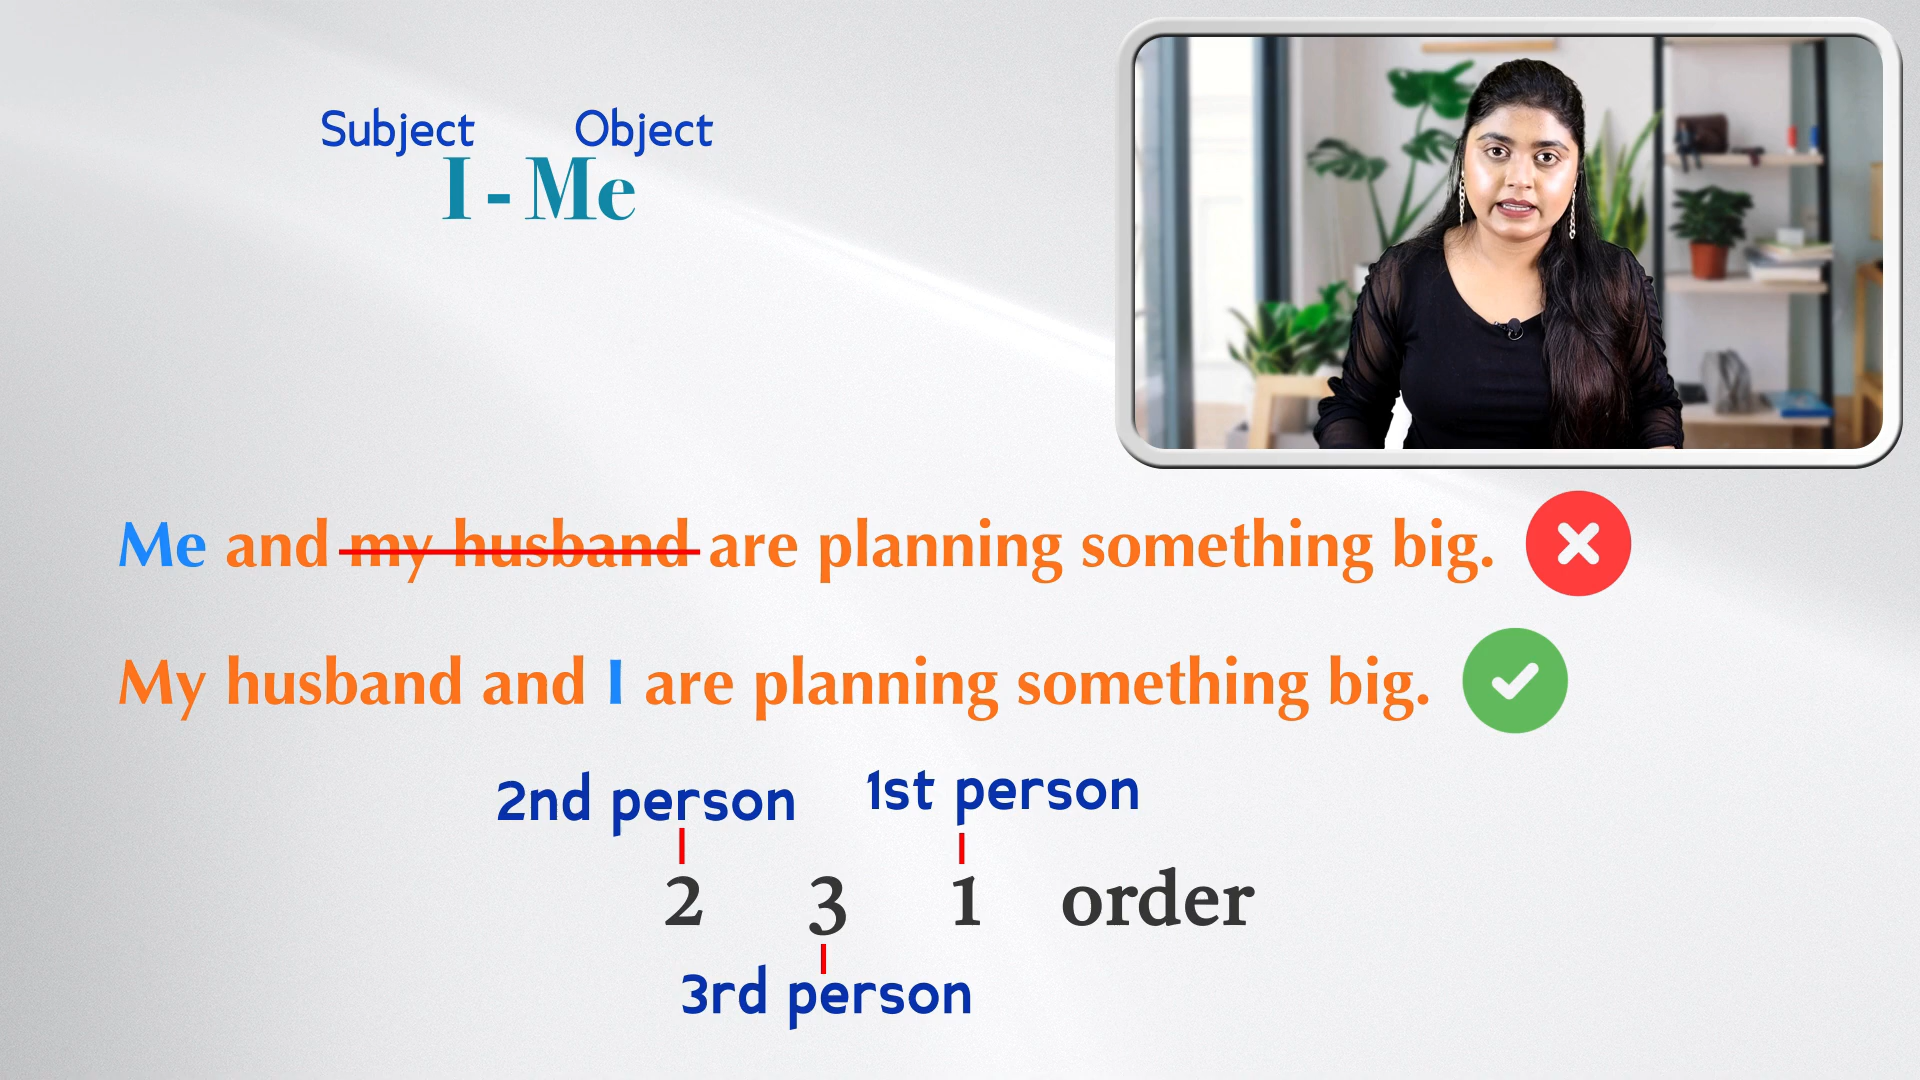 Subject Object
I - Me
Me and my husband are planning something big.
My husband and I are planning something big.
2nd person 1st person
2 3 1 order
3rd person